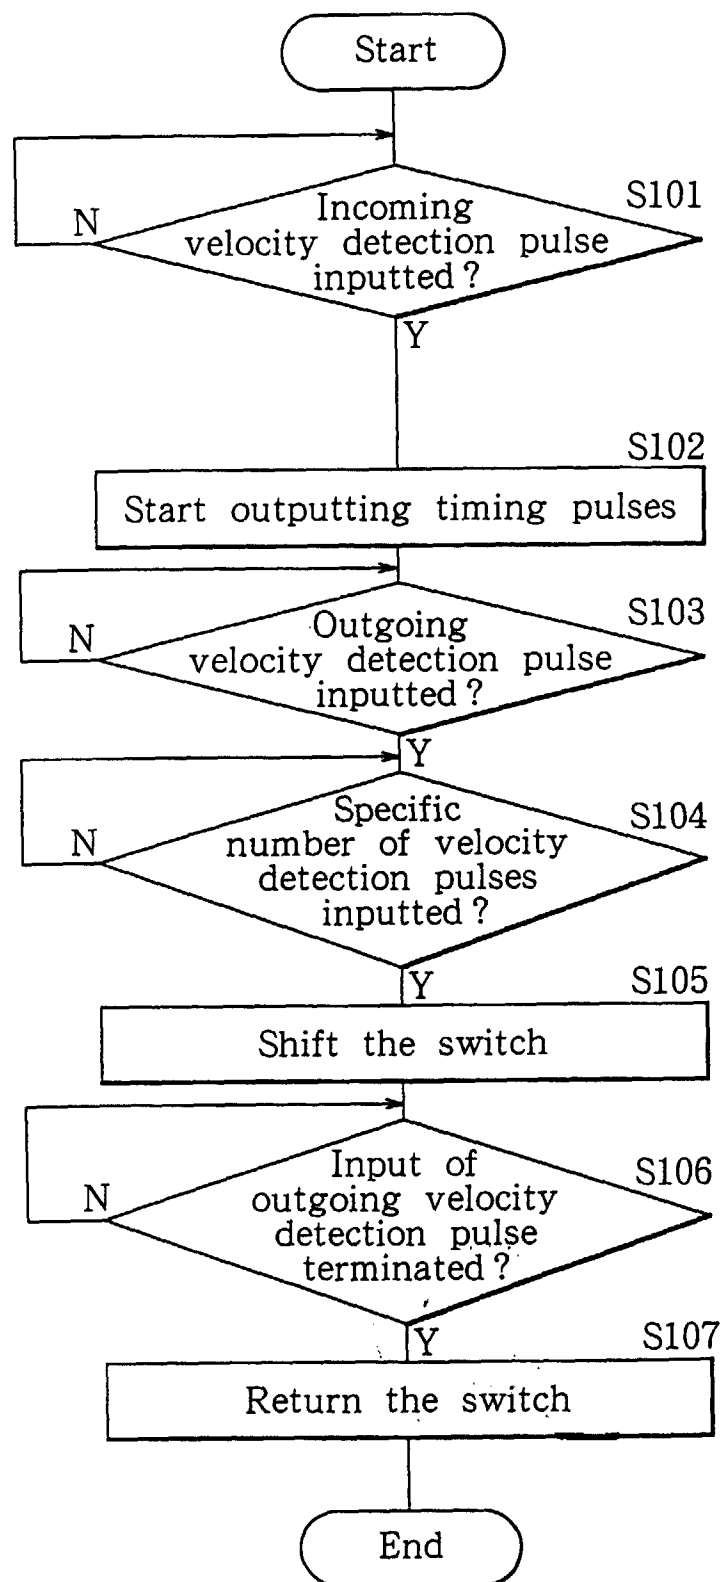 Start
S101
Incoming
N
velocity detection pulse
inputted?
Y
S102
Start outputting timing pulses
S103
Outgoing
N
velocity detection pulse
inputted?
Y
Specific
S104
number of velocity
N
detection pulses
inputted?
Y
S105
Shift the switch
Input of
S106
N
outgoing velocity
detection pulse
terminated?
Y
S107
Return the switch
End